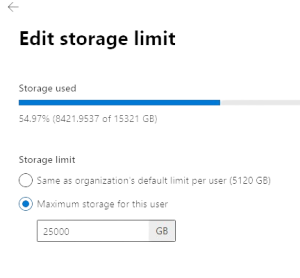 Edit storage limit
Storage used
54.97% (8421.9537 of 15321 GB)
Storage limit
Same as organization's default limit per user (5120 GB)
Maximum storage for this user
25000 GB